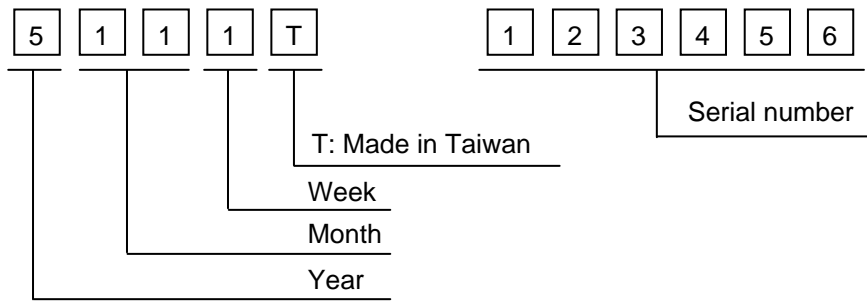 5 1 1 1 T 1 2 3 4 5 6
Serial number
T: Made in Taiwan
Week
Month
Year